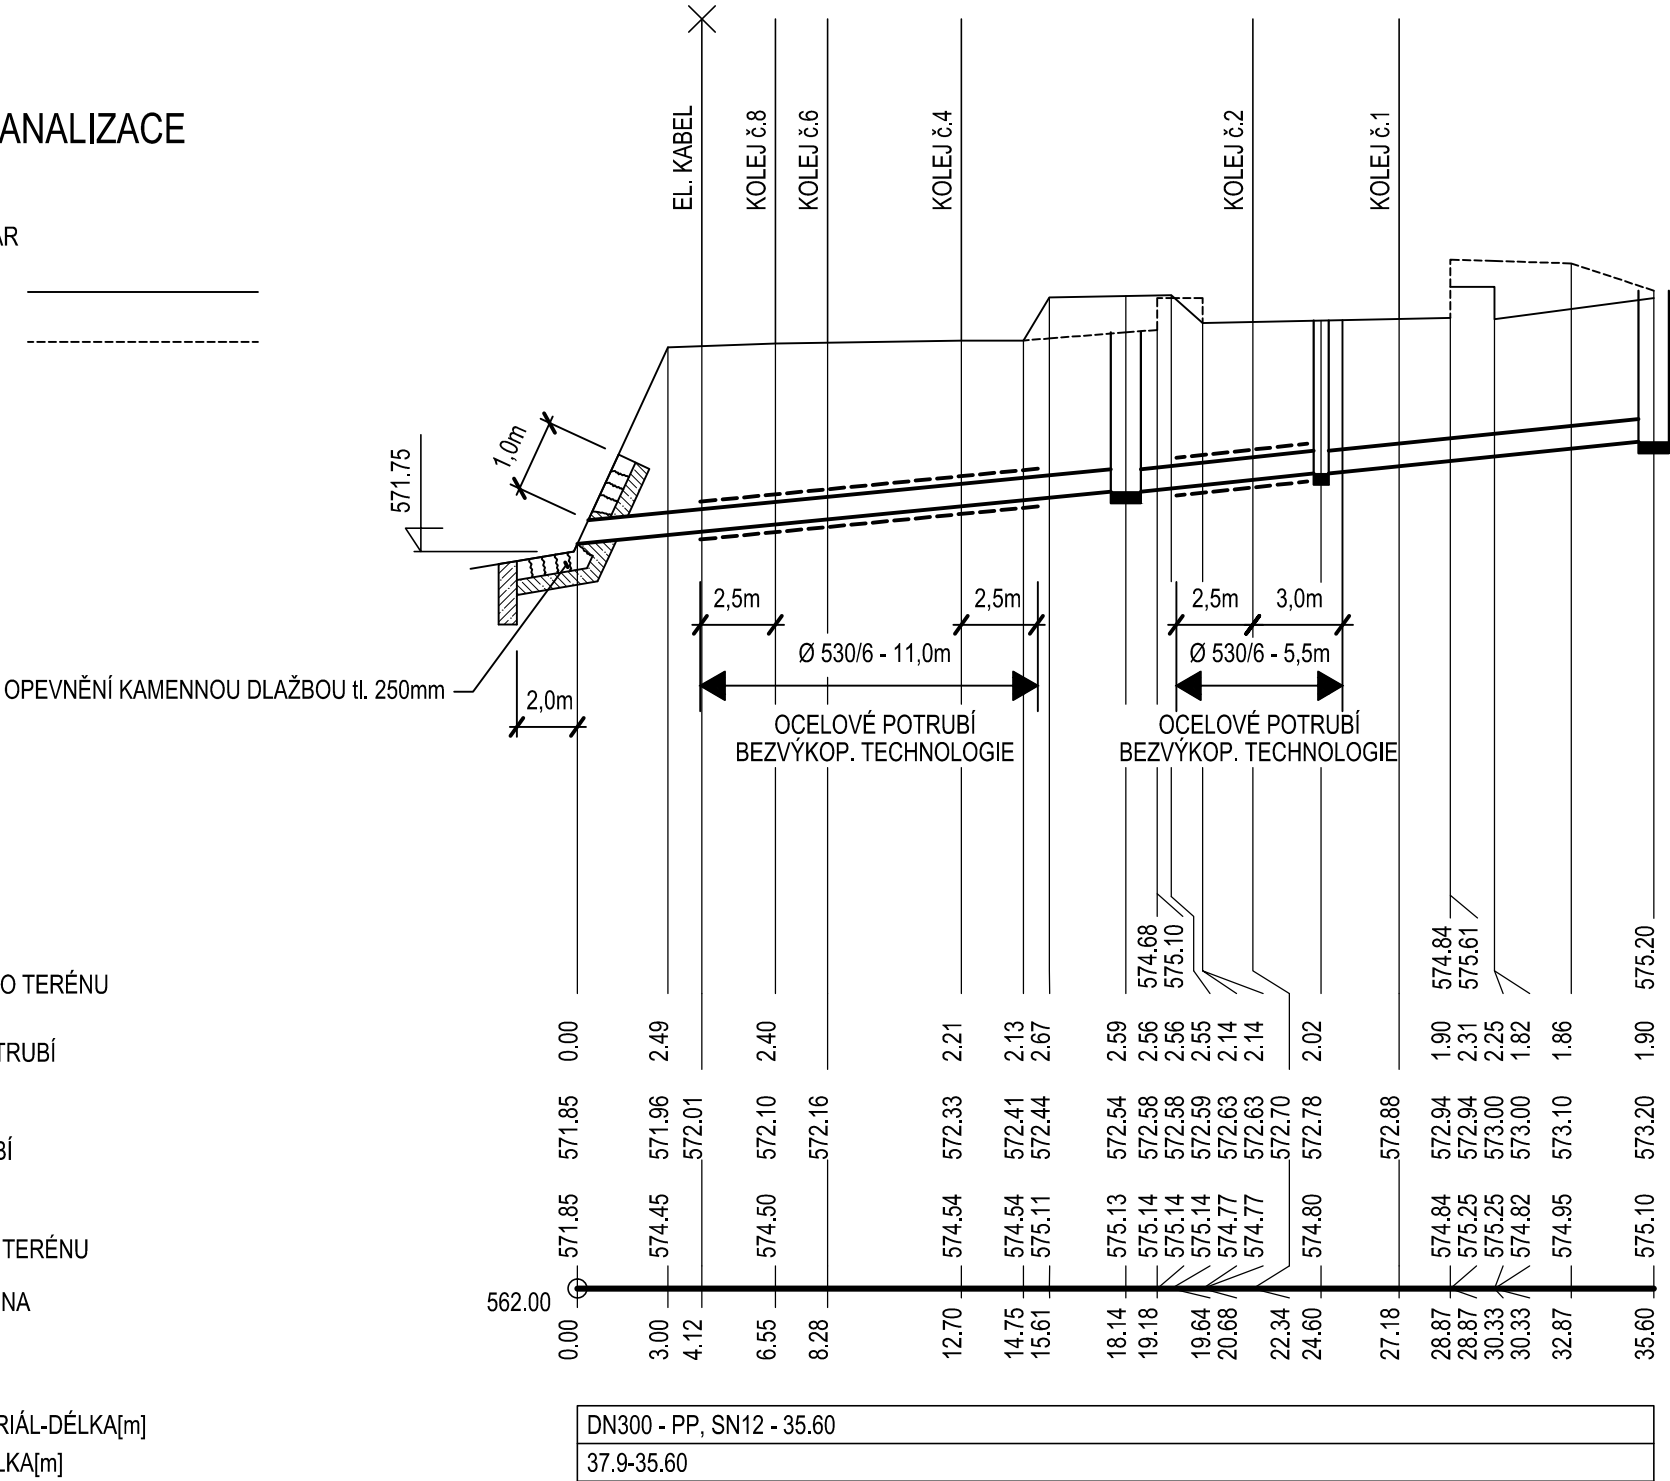 EL. KABEL
KOLEJ č.8
KOLEJ č.6
KOLEJ č.4
KOLEJ č.2
KOLEJ č.1
ANALIZACE
ÁR
571.75
1,0m
2,5m
2,5m
2,5m
3,0m
Ø 530/6 - 11,0m
Ø 530/6 - 5,5m
OPEVNĚNÍ KAMENNOU DLAŽBOU tl. 250mm
2,0m
OCELOVÉ POTRUBÍ
BEZVÝKOP. TECHNOLOGIE
OCELOVÉ POTRUBÍ
BEZVÝKOP. TECHNOLOGIE
O TERÉNU
574.68 575.10 574.84 575.61 575.20
TRUBÍ
0.00 2.49 2.40 2.21 2.13 2.67 2.59 2.56 2.56 2.55 2.14 2.14 2.02 1.90 2.31 2.25 1.82 1.86 1.90
BÍ
571.85 571.96 572.01 572.10 572.16 572.33 572.41 572.44 572.54 572.58 572.58 572.59 572.63 572.63 572.70 572.78 572.88 572.94 572.94 573.00 573.00 573.10 573.20
TERÉNU
571.85 574.45 574.50 574.54 574.54 575.11 575.13 575.14 575.14 575.14 574.77 574.77 574.80 574.84 575.25 575.25 574.82 574.95 575.10
NA
562.00
0.00 3.00 4.12 6.55 8.28 12.70 14.75 15.61 18.14 19.18 19.64 20.68 22.34 24.60 27.18 28.87 28.87 30.33 30.33 32.87 35.60
RIÁL-DÉLKA[m]
DN300 - PP, SN12 - 35.60
LKA[m]
37.9-35.60